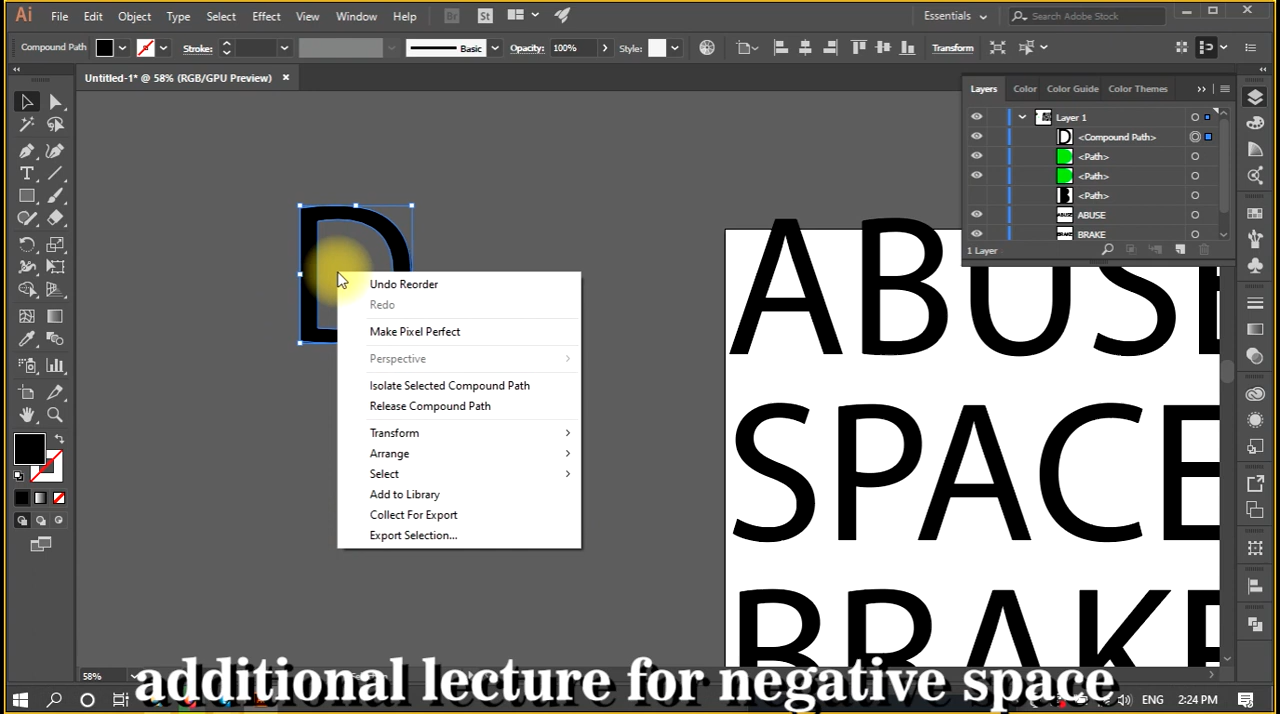 Ai File Edit Object Type Select Effect View Window Help Br St Essentials Search Adobe Stock
Compound Path Stroke: Basic Opacity: 100% Style: Transform
Untitled-1* @ 58% (RGB/GPU Preview)
Layers Color Color Guide Color Themes
Layer 1
<Compound Path>
<Path>
<Path>
<Path>
ABUSE ABUSE
BRAKE BRAKE
1 Layer
D
Undo Reorder
Redo
Make Pixel Perfect
Perspective
Isolate Selected Compound Path
Release Compound Path
Transform
Arrange
Select
Add to Library
Collect For Export
Export Selection...
ABUSE
SPACE
BRAKE
58%
additional lecture for negative space
ENG 2:24 PM